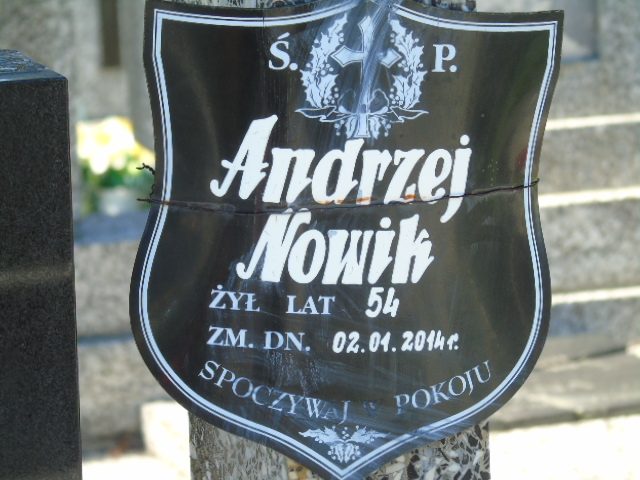 Ś. P.
Andrzej
Nowik
ŻYŁ LAT 54
ZM. DN. 02.01.2014r.
SPOCZYWAJ w POKOJU